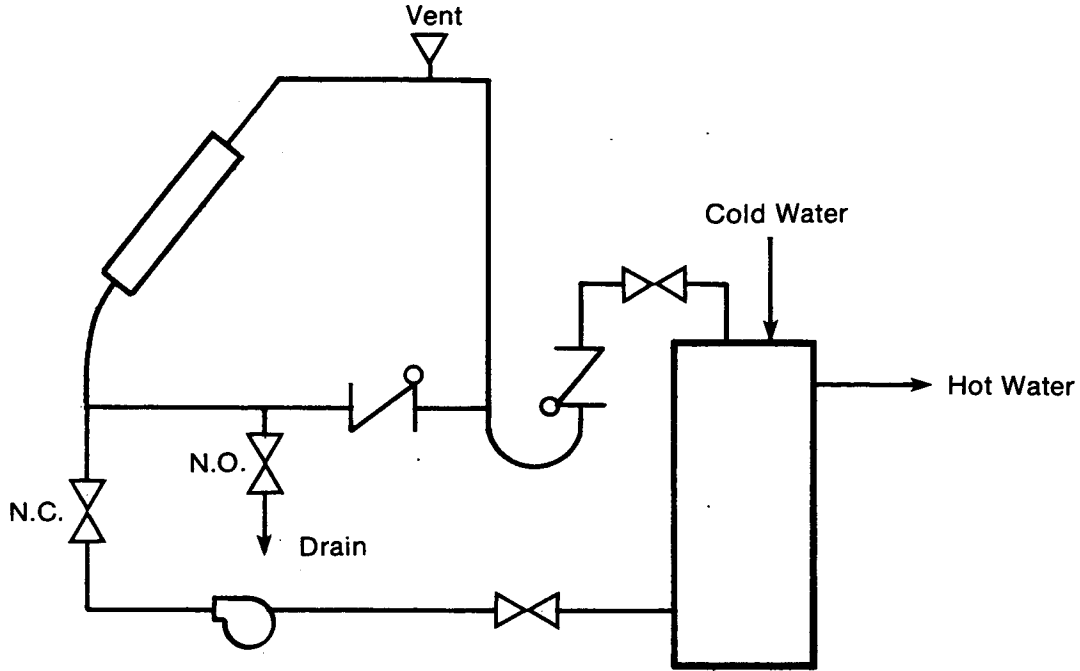 Vent
Cold Water
Hot Water
N.O.
N.C.
Drain